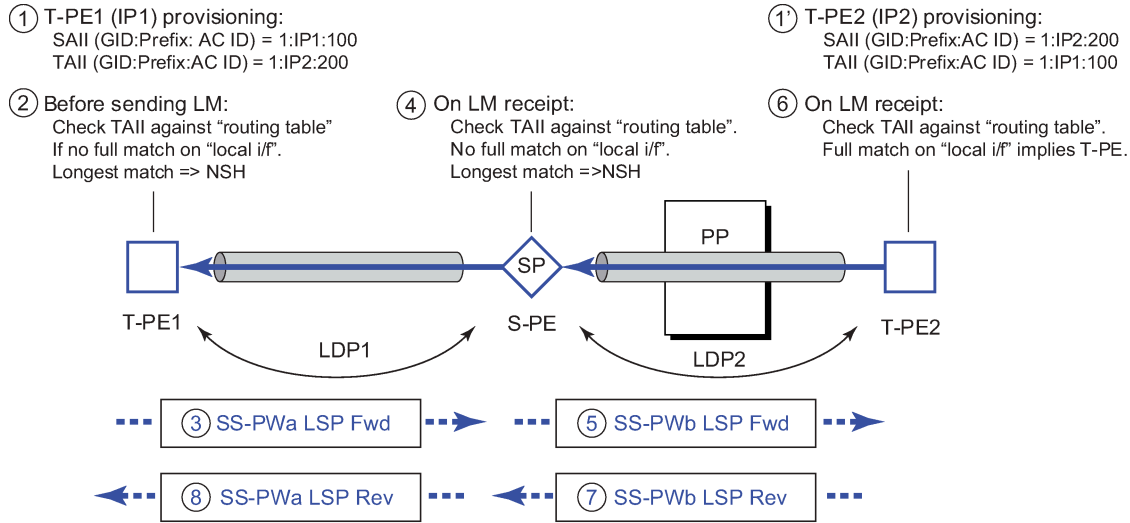 ① T-PE1 (IP1) provisioning:
SAII (GID:Prefix: AC ID) = 1:IP1:100
TAII (GID:Prefix:AC ID) = 1:IP2:200
①’ T-PE2 (IP2) provisioning:
SAII (GID:Prefix:AC ID) = 1:IP2:200
TAII (GID:Prefix:AC ID) = 1:IP1:100
② Before sending LM:
Check TAII against “routing table”
If no full match on “local i/f”.
Longest match => NSH
④ On LM receipt:
Check TAII against “routing table”.
No full match on “local i/f”.
Longest match =>NSH
⑥ On LM receipt:
Check TAII against “routing table”.
Full match on “local i/f” implies T-PE.
PP
SP
T-PE1
S-PE
T-PE2
LDP1
LDP2
③ SS-PWa LSP Fwd
⑤ SS-PWb LSP Fwd
⑧ SS-PWa LSP Rev
⑦ SS-PWb LSP Rev